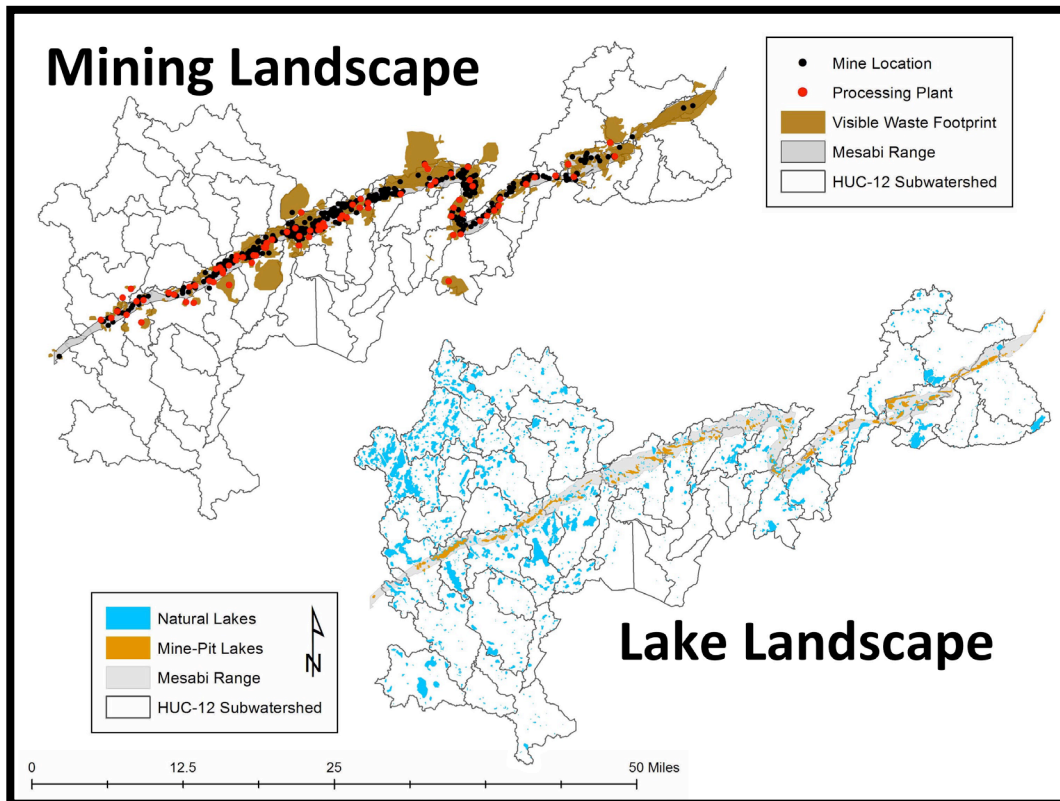 Mining Landscape
Mine Location
Processing Plant
Visible Waste Footprint
Mesabi Range
HUC-12 Subwatershed
Natural Lakes
Mine-Pit Lakes
Mesabi Range
HUC-12 Subwatershed
N
Lake Landscape
0 12.5 25 50 Miles